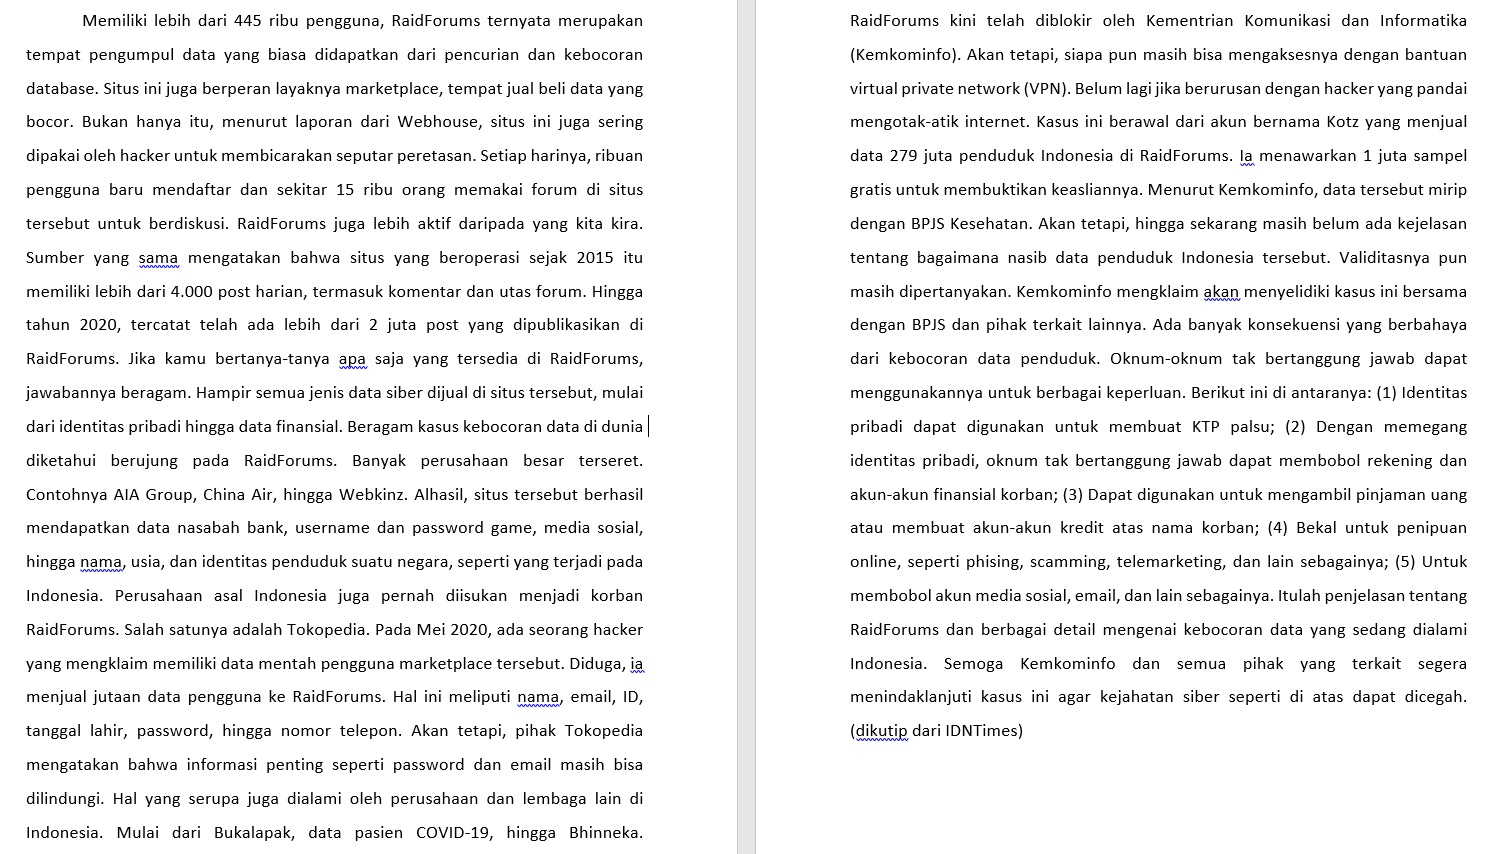 Memiliki lebih dari 445 ribu pengguna, RaidForums ternyata merupakan
tempat pengumpul data yang biasa didapatkan dari pencurian dan kebocoran
database. Situs ini juga berperan layaknya marketplace, tempat jual beli data yang
bocor. Bukan hanya itu, menurut laporan dari Webhouse, situs ini juga sering
dipakai oleh hacker untuk membicarakan seputar peretasan. Setiap harinya, ribuan
pengguna baru mendaftar dan sekitar 15 ribu orang memakai forum di situs
tersebut untuk berdiskusi. RaidForums juga lebih aktif daripada yang kita kira.
Sumber yang sama mengatakan bahwa situs yang beroperasi sejak 2015 itu
memiliki lebih dari 4.000 post harian, termasuk komentar dan utas forum. Hingga
tahun 2020, tercatat telah ada lebih dari 2 juta post yang dipublikasikan di
RaidForums. Jika kamu bertanya-tanya apa saja yang tersedia di RaidForums,
jawabannya beragam. Hampir semua jenis data siber dijual di situs tersebut, mulai
dari identitas pribadi hingga data finansial. Beragam kasus kebocoran data di dunia
diketahui berujung pada RaidForums. Banyak perusahaan besar terseret.
Contohnya AIA Group, China Air, hingga Webkinz. Alhasil, situs tersebut berhasil
mendapatkan data nasabah bank, username dan password game, media sosial,
hingga nama, usia, dan identitas penduduk suatu negara, seperti yang terjadi pada
Indonesia. Perusahaan asal Indonesia juga pernah diisukan menjadi korban
RaidForums. Salah satunya adalah Tokopedia. Pada Mei 2020, ada seorang hacker
yang mengklaim memiliki data mentah pengguna marketplace tersebut. Diduga, ia
menjual jutaan data pengguna ke RaidForums. Hal ini meliputi nama, email, ID,
tanggal lahir, password, hingga nomor telepon. Akan tetapi, pihak Tokopedia
mengatakan bahwa informasi penting seperti password dan email masih bisa
dilindungi. Hal yang serupa juga dialami oleh perusahaan dan lembaga lain di
Indonesia. Mulai dari Bukalapak, data pasien COVID-19, hingga Bhinneka.
RaidForums kini telah diblokir oleh Kementrian Komunikasi dan Informatika
(Kemkominfo). Akan tetapi, siapa pun masih bisa mengaksesnya dengan bantuan
virtual private network (VPN). Belum lagi jika berurusan dengan hacker yang pandai
mengotak-atik internet. Kasus ini berawal dari akun bernama Kotz yang menjual
data 279 juta penduduk Indonesia di RaidForums. Ia menawarkan 1 juta sampel
gratis untuk membuktikan keasliannya. Menurut Kemkominfo, data tersebut mirip
dengan BPJS Kesehatan. Akan tetapi, hingga sekarang masih belum ada kejelasan
tentang bagaimana nasib data penduduk Indonesia tersebut. Validitasnya pun
masih dipertanyakan. Kemkominfo mengklaim akan menyelidiki kasus ini bersama
dengan BPJS dan pihak terkait lainnya. Ada banyak konsekuensi yang berbahaya
dari kebocoran data penduduk. Oknum-oknum tak bertanggung jawab dapat
menggunakannya untuk berbagai keperluan. Berikut ini di antaranya: (1) Identitas
pribadi dapat digunakan untuk membuat KTP palsu; (2) Dengan memegang
identitas pribadi, oknum tak bertanggung jawab dapat membobol rekening dan
akun-akun finansial korban; (3) Dapat digunakan untuk mengambil pinjaman uang
atau membuat akun-akun kredit atas nama korban; (4) Bekal untuk penipuan
online, seperti phising, scamming, telemarketing, dan lain sebagainya; (5) Untuk
membobol akun media sosial, email, dan lain sebagainya. Itulah penjelasan tentang
RaidForums dan berbagai detail mengenai kebocoran data yang sedang dialami
Indonesia. Semoga Kemkominfo dan semua pihak yang terkait segera
menindaklanjuti kasus ini agar kejahatan siber seperti di atas dapat dicegah.
(dikutip dari IDNTimes)